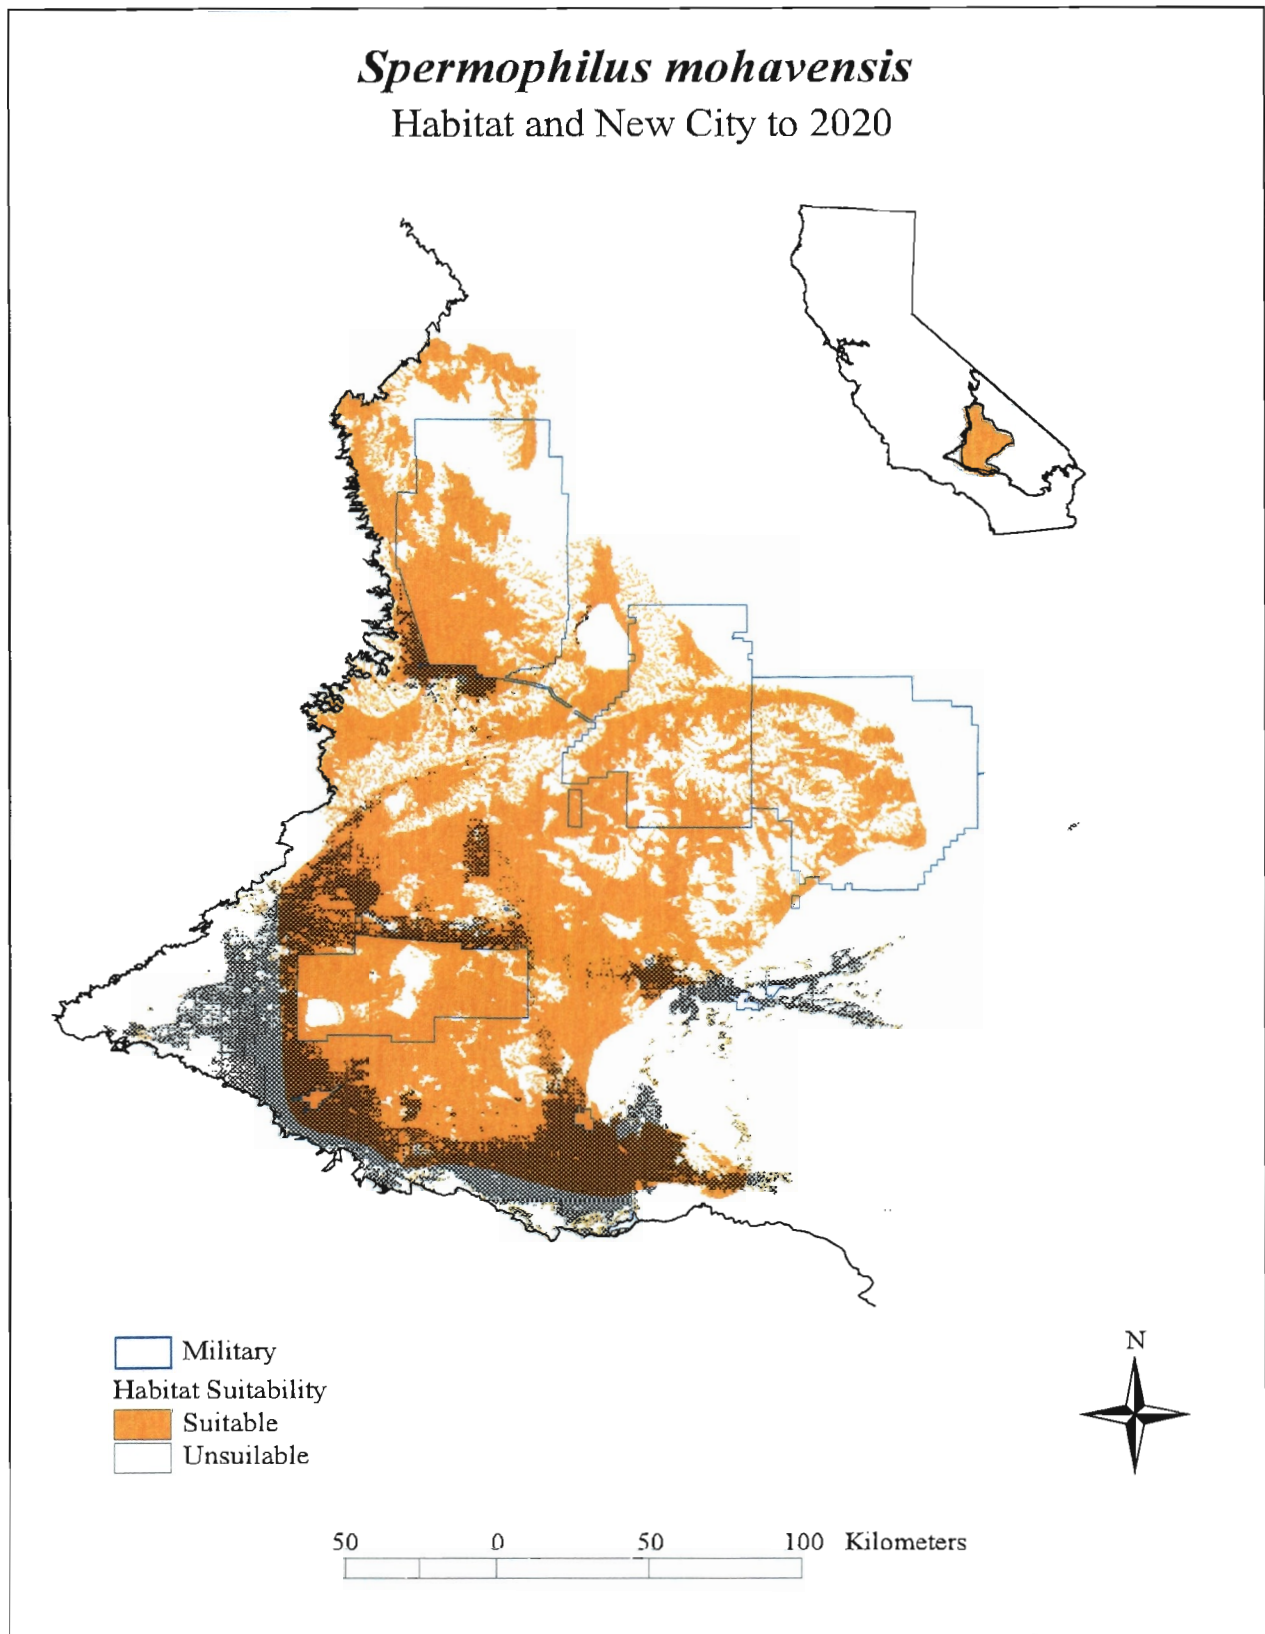 Spermophilus mohavensis
Habitat and New City to 2020
N
Military
Habitat Suitability
Suitable
Unsuilable
50 0 50 100 Kilometers